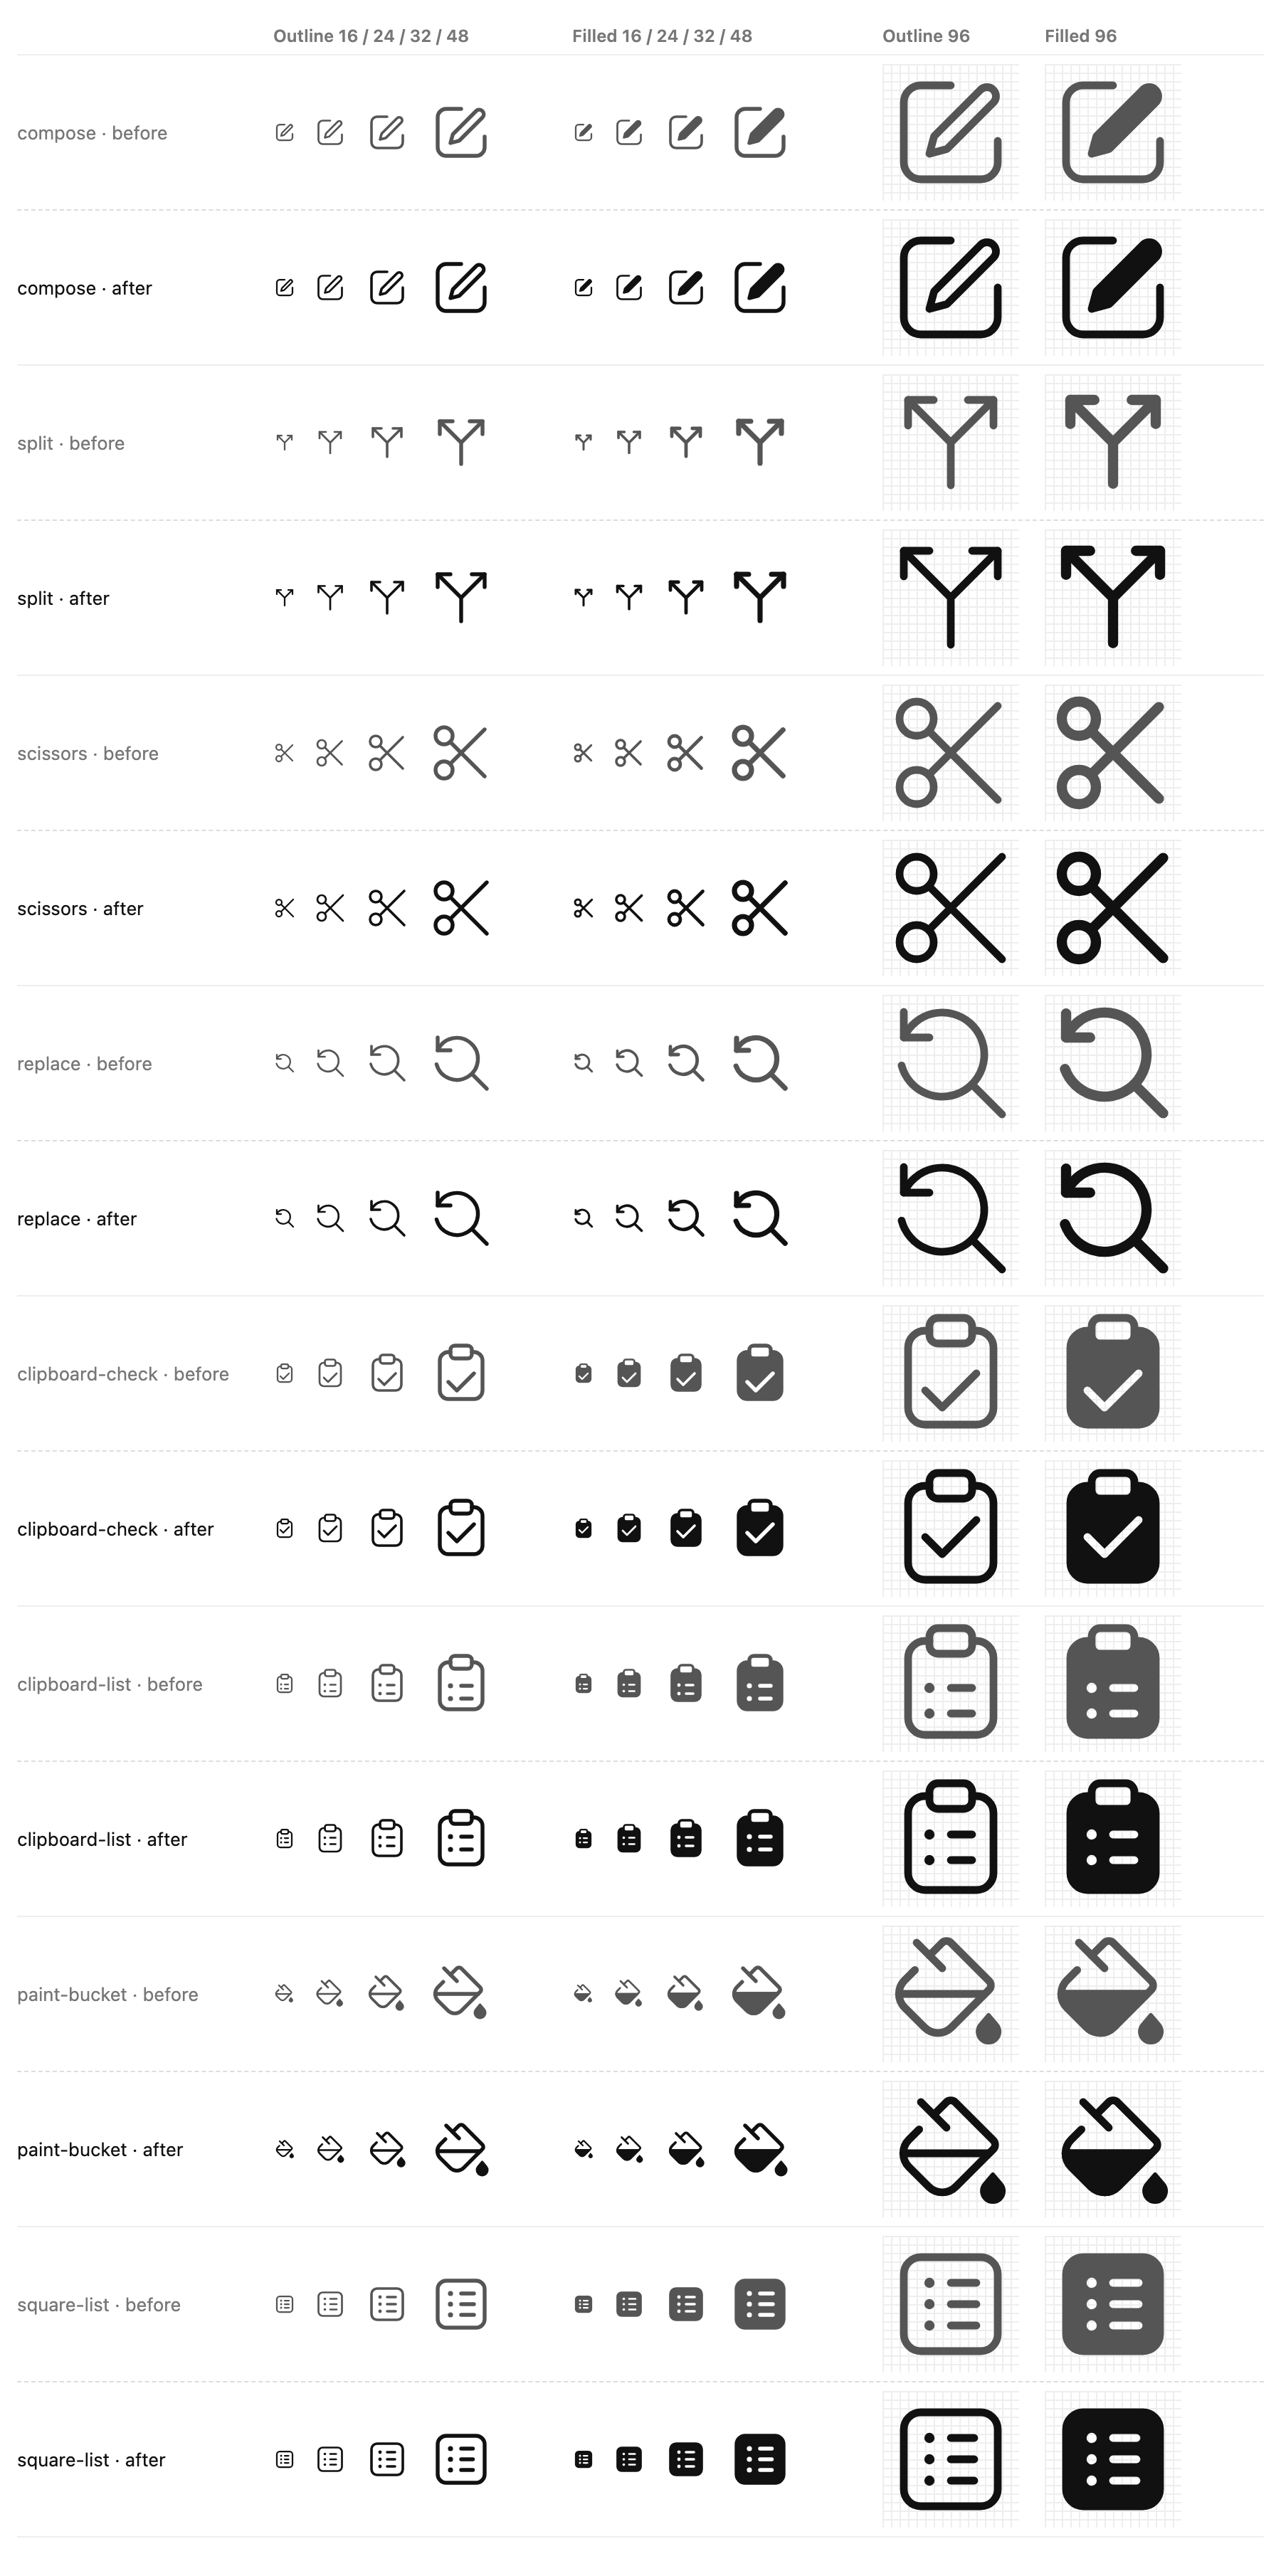 Outline 16 / 24 / 32 / 48 Filled 16 / 24 / 32 / 48 Outline 96 Filled 96
compose · before
compose · after
split · before
split · after
scissors · before
scissors · after
replace · before
replace · after
clipboard-check · before
clipboard-check · after
clipboard-list · before
clipboard-list · after
paint-bucket · before
paint-bucket · after
square-list · before
square-list · after